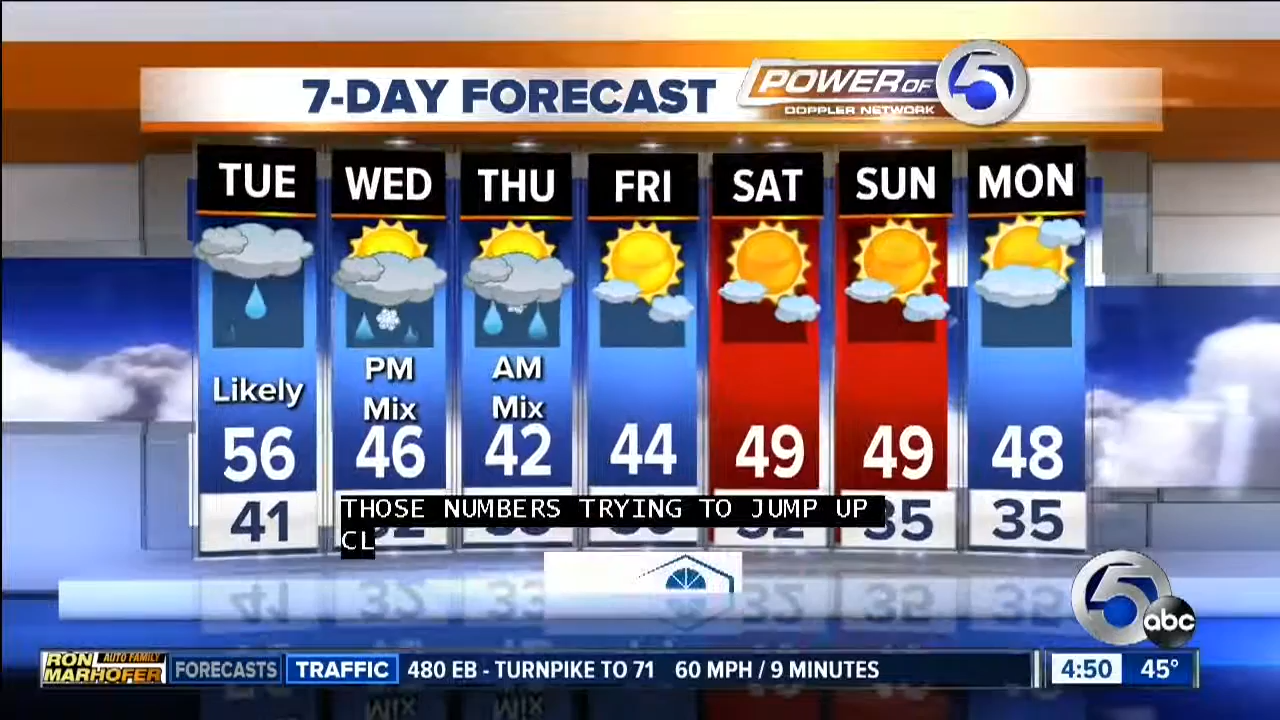 7-DAY FORECAST
POWER OF 5
DOPPLER NETWORK
TUE WED THU FRI SAT SUN MON
Likely
PM
Mix
AM
Mix
56 46 42 44 49 49 48
41 35 35
THOSE NUMBERS TRYING TO JUMP UP
CL
5 abc
RON MARHOFER AUTO FAMILY
FORECASTS TRAFFIC 480 EB - TURNPIKE TO 71 60 MPH / 9 MINUTES 4:50 45°